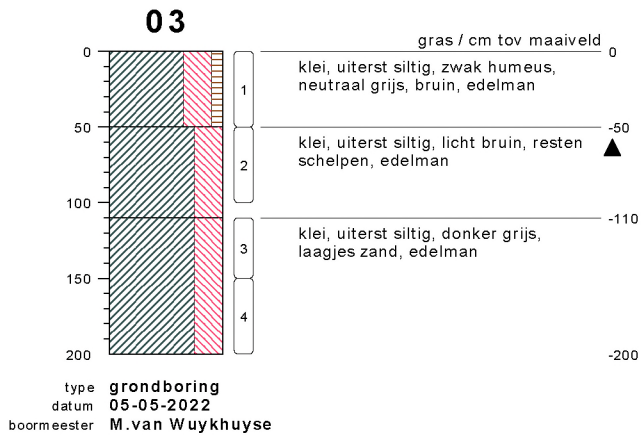 03
gras / cm tov maaiveld
0
0
klei, uiterst siltig, zwak humeus,
neutraal grijs, bruin, edelman
1
50
-50
klei, uiterst siltig, licht bruin, resten
schelpen, edelman
2
100
-110
klei, uiterst siltig, donker grijs,
laagjes zand, edelman
3
150
4
200
-200
type grondboring
datum 05-05-2022
boormeester M.van Wuykhuyse